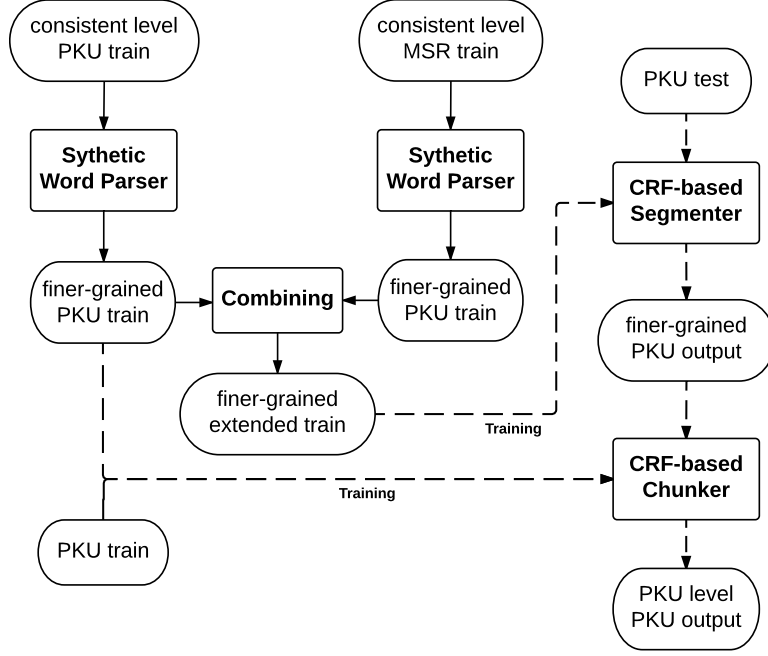 consistent level
PKU train
consistent level
MSR train
PKU test
Sythetic
Word Parser
Sythetic
Word Parser
CRF-based
Segmenter
finer-grained
PKU train
Combining
finer-grained
PKU train
finer-grained
PKU output
finer-grained
extended train
Training
CRF-based
Chunker
Training
PKU train
PKU level
PKU output